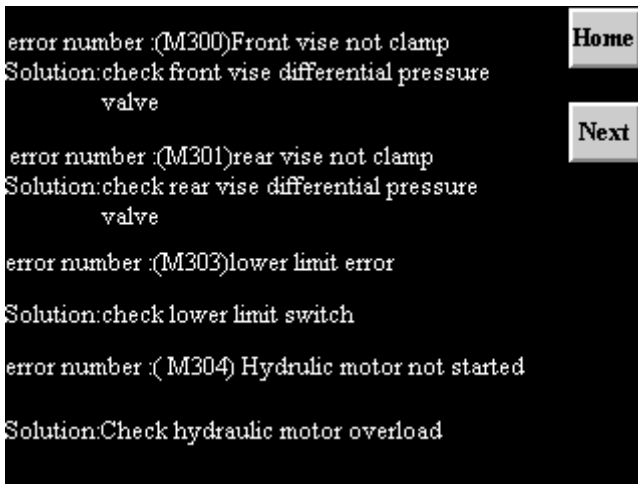 error number :(M300)Front vise not clamp
Solution:check front vise differential pressure
valve
error number :(M301)rear vise not clamp
Solution:check rear vise differential pressure
valve
error number :(M303)lower limit error
Solution:check lower limit switch
error number :( M304) Hydrulic motor not started
Solution:Check hydraulic motor overload
Home
Next